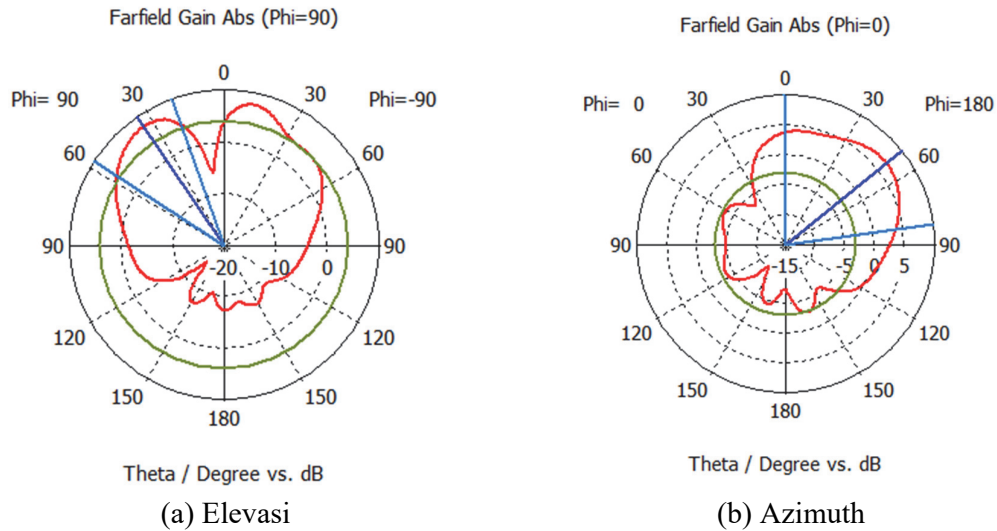 Farfield Gain Abs (Phi=90)
0
Phi= 90 30 30 Phi=-90
60 60
90 -20 -10 0 90
120 120
150 150
180
Theta / Degree vs. dB
(a) Elevasi
Farfield Gain Abs (Phi=0)
0
Phi= 0 30 30 Phi=180
60 60
90 -15 -5 0 5 90
120 120
150 150
180
Theta / Degree vs. dB
(b) Azimuth